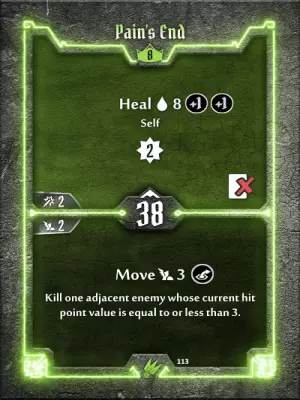 Pain's End
8
Heal 8 +1 +1
Self
2
2
38
2
Move 3
Kill one adjacent enemy whose current hit
point value is equal to or less than 3.
113